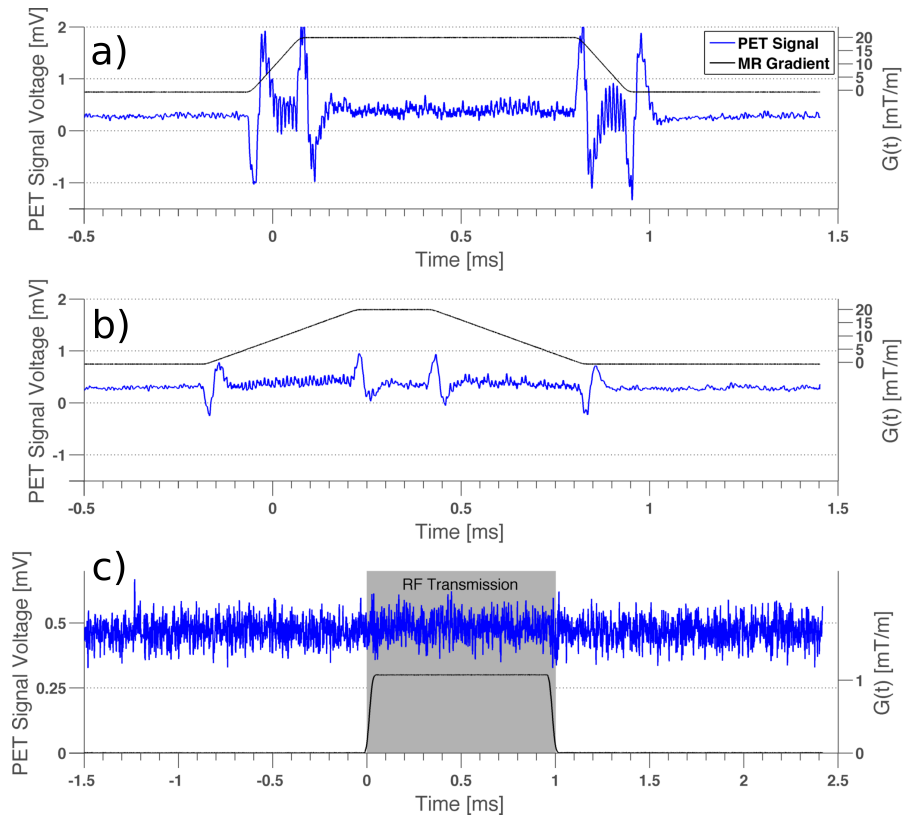 a)
PET Signal Voltage [mV]
2
1
0
-1
PET Signal
MR Gradient
20
15
10
5
0
G(t) [mT/m]
-0.5 0 0.5 1 1.5
Time [ms]
b)
PET Signal Voltage [mV]
2
1
0
-1
20
15
10
5
0
G(t) [mT/m]
-0.5 0 0.5 1 1.5
Time [ms]
c)
PET Signal Voltage [mV]
0.5
0.25
0
RF Transmission
1
0
G(t) [mT/m]
-1.5 -1 -0.5 0 0.5 1 1.5 2 2.5
Time [ms]